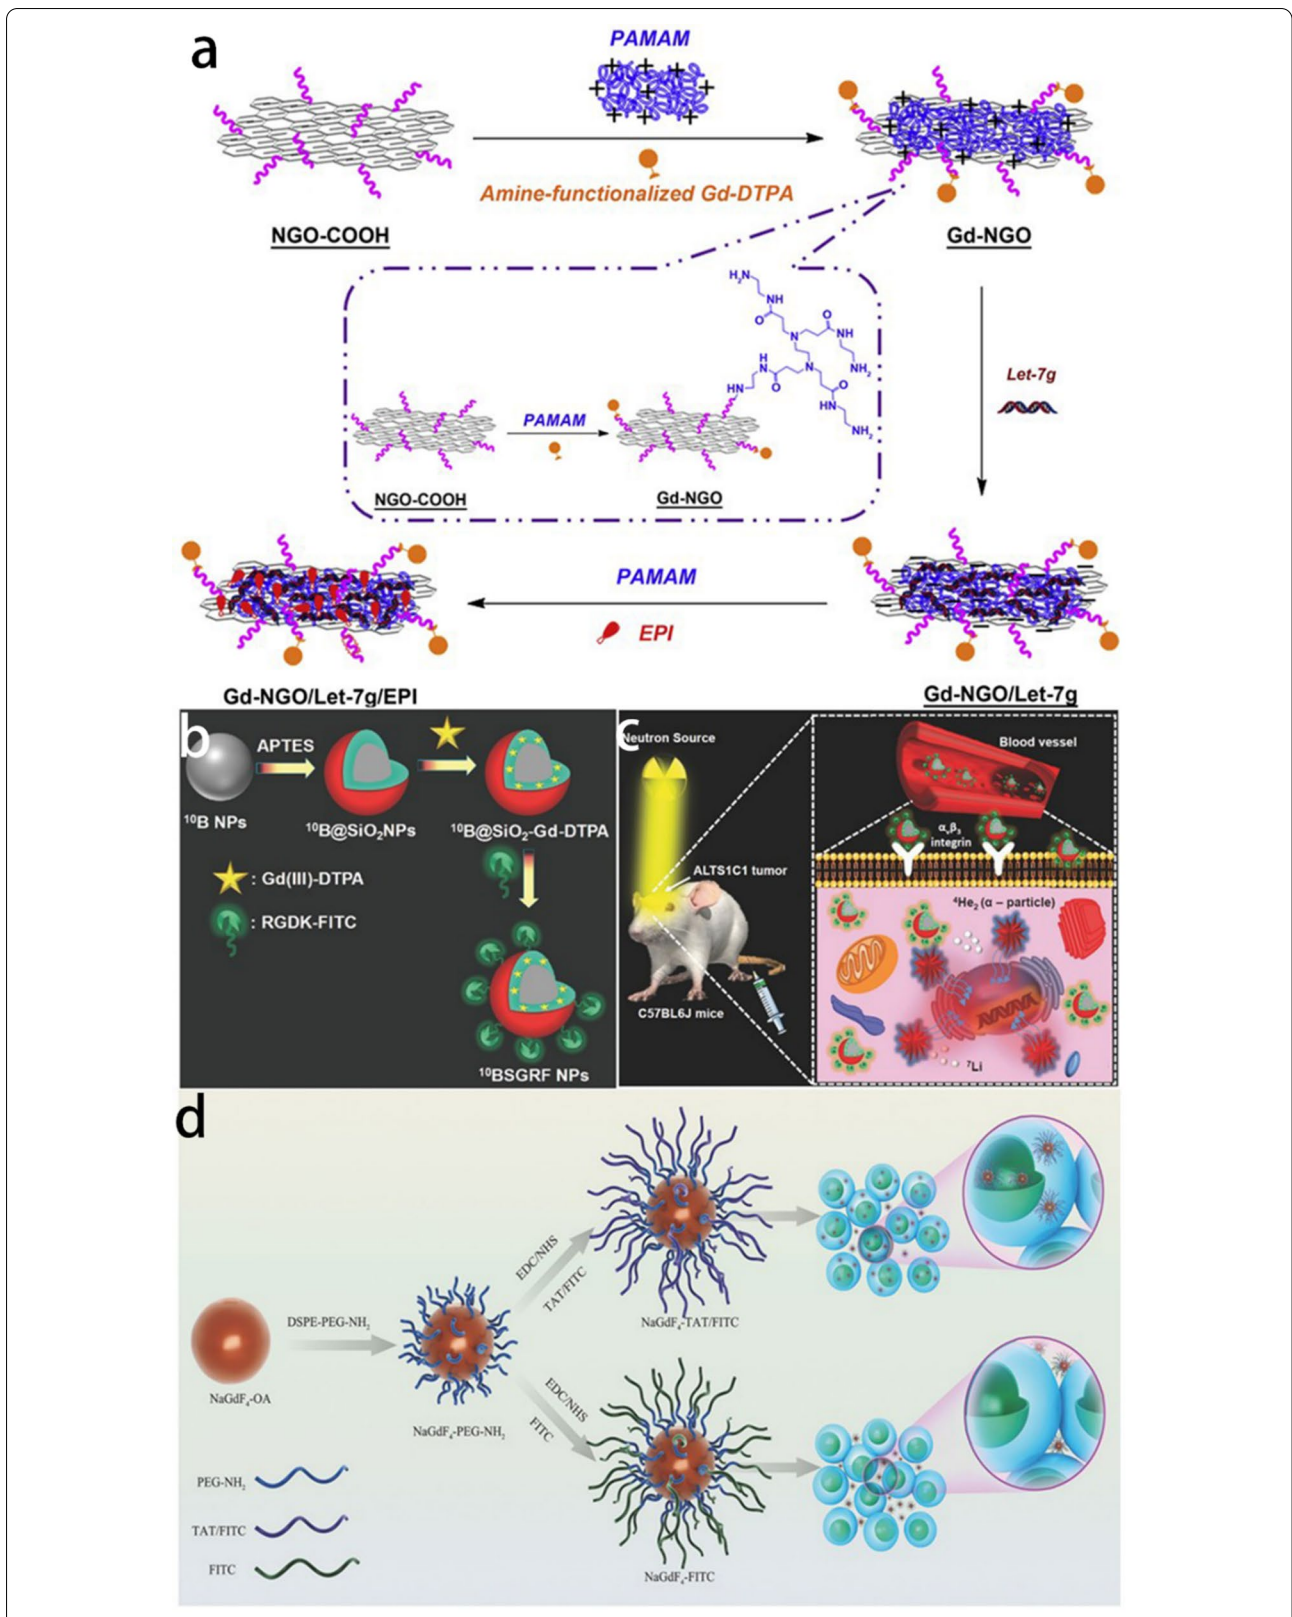 a
PAMAM
Amine-functionalized Gd-DTPA
NGO-COOH
Gd-NGO
H₂N
NH
O
N
O
NH
NH₂
N
H
N
O
HN
O
HN
NH₂
PAMAM
NGO-COOH
Gd-NGO
Let-7g
PAMAM
EPI
Gd-NGO/Let-7g/EPI
Gd-NGO/Let-7g
b
APTES
¹⁰B NPs
¹⁰B@SiO₂NPs
¹⁰B@SiO₂-Gd-DTPA
: Gd(III)-DTPA
: RGDK-FITC
¹⁰BSGRF NPs
c
Neutron Source
ALTS1C1 tumor
C57BL6J mice
Blood vessel
αᵥβ₃
integrin
⁴He₂ (α – particle)
⁷Li
d
NaGdF₄-OA
DSPE-PEG-NH₂
NaGdF₄-PEG-NH₂
EDC/NHS
TAT/FITC
NaGdF₄-TAT/FITC
EDC/NHS
FITC
NaGdF₄-FITC
PEG-NH₂
TAT/FITC
FITC